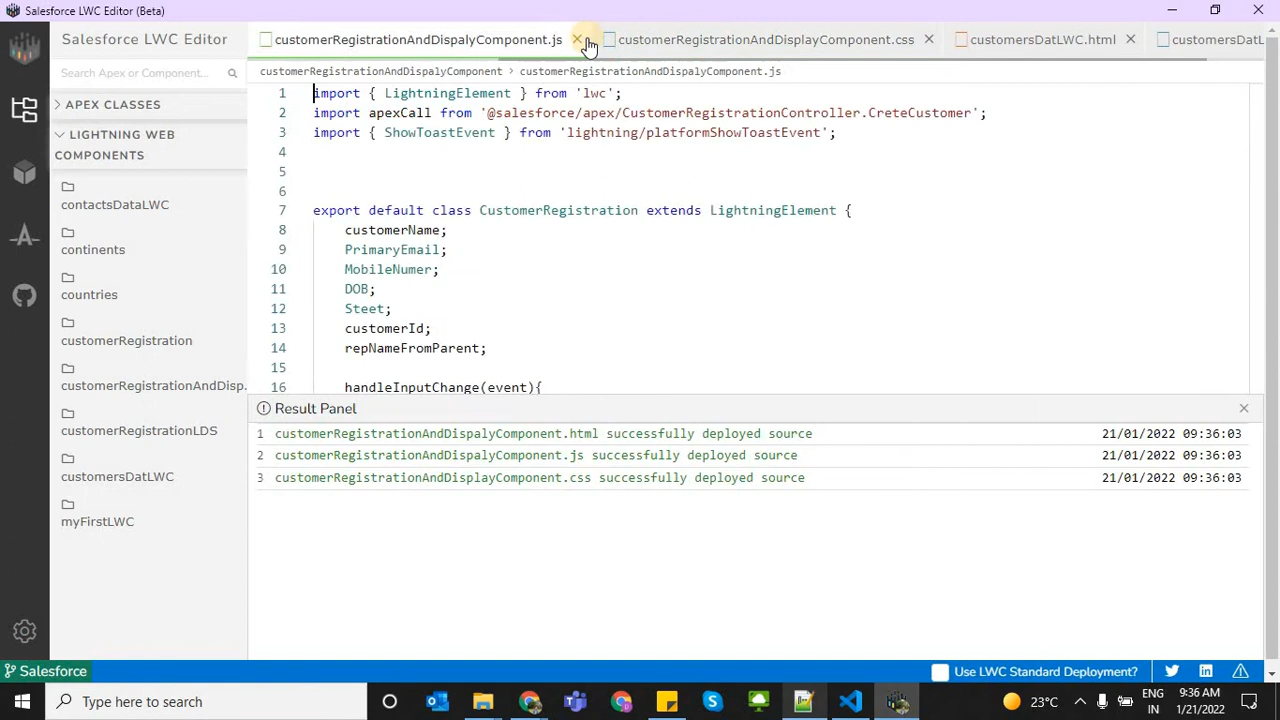 Salesforce LWC Editor (Beta)
Salesforce LWC Editor
customerRegistrationAndDispalyComponent.js
customerRegistrationAndDisplayComponent.css
customersDatLWC.html
customersDatL
Search Apex or Component...
customerRegistrationAndDispalyComponent > customerRegistrationAndDispalyComponent.js
APEX CLASSES
LIGHTNING WEB
COMPONENTS
contactsDataLWC
continents
countries
customerRegistration
customerRegistrationAndDisp.
customerRegistrationLDS
customersDatLWC
myFirstLWC
1 import { LightningElement } from 'lwc';
2 import apexCall from '@salesforce/apex/CustomerRegistrationController.CreteCustomer';
3 import { ShowToastEvent } from 'lightning/platformShowToastEvent';
4
5
6
7 export default class CustomerRegistration extends LightningElement {
8 customerName;
9 PrimaryEmail;
10 MobileNumer;
11 DOB;
12 Steet;
13 customerId;
14 repNameFromParent;
15
16 handleInputChange(event){
Result Panel
1 customerRegistrationAndDispalyComponent.html successfully deployed source 21/01/2022 09:36:03
2 customerRegistrationAndDispalyComponent.js successfully deployed source 21/01/2022 09:36:03
3 customerRegistrationAndDisplayComponent.css successfully deployed source 21/01/2022 09:36:03
Salesforce
Use LWC Standard Deployment?
Type here to search
23°C
ENG
IN
9:36 AM
1/21/2022